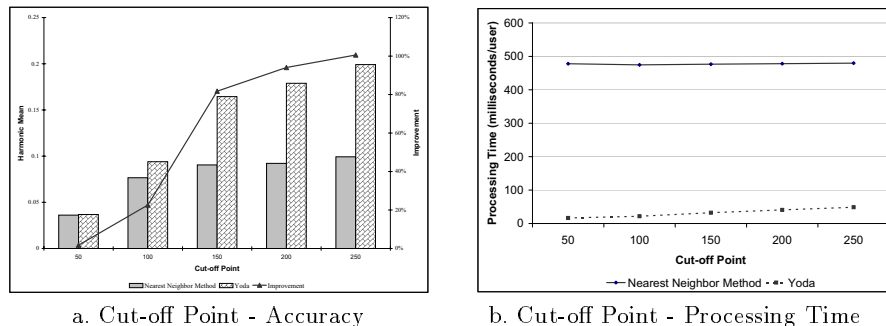 0.25
0.2
0.15
0.1
0.05
0
Harmonic Mean
120%
100%
80%
60%
40%
20%
0%
Improvement
50 100 150 200 250
Cut-off Point
Nearest Neighbor Method Yoda Improvement
a. Cut-off Point - Accuracy
600
500
400
300
200
100
0
Processing Time (milliseconds/user)
50 100 150 200 250
Cut-off Point
Nearest Neighbor Method Yoda
b. Cut-off Point - Processing Time